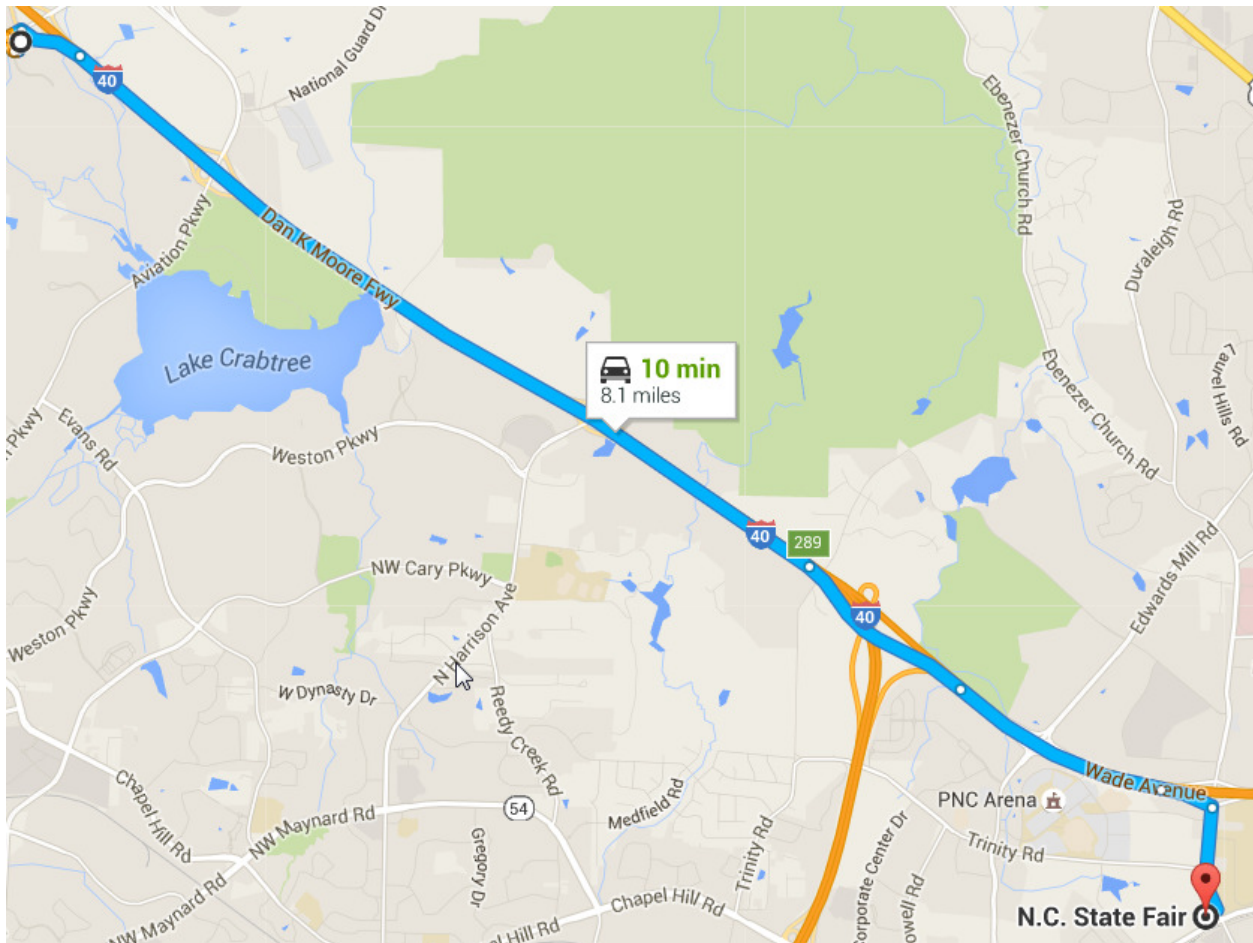 National Guard Dr
40
Ebenezer Church Rd
Duraleigh Rd
Aviation Pkwy
Dan K Moore Fwy
Lake Crabtree
10 min
8.1 miles
Laurel Hills Rd
Ebenezer Church Rd
Pkwy
Evans Rd
Weston Pkwy
40
289
Edwards Mill Rd
NW Cary Pkwy
40
Weston Pkwy
N Harrison Ave
W Dynasty Dr
Reedy Creek Rd
Wade Avenue
Chapel Hill Rd
PNC Arena
54
Medfield Rd
NW Maynard Rd
Gregory Dr
Trinity Rd
Corporate Center Dr
Trinity Rd
NW Maynard Rd
Chapel Hill Rd
owell Rd
N.C. State Fair
el Hill Rd